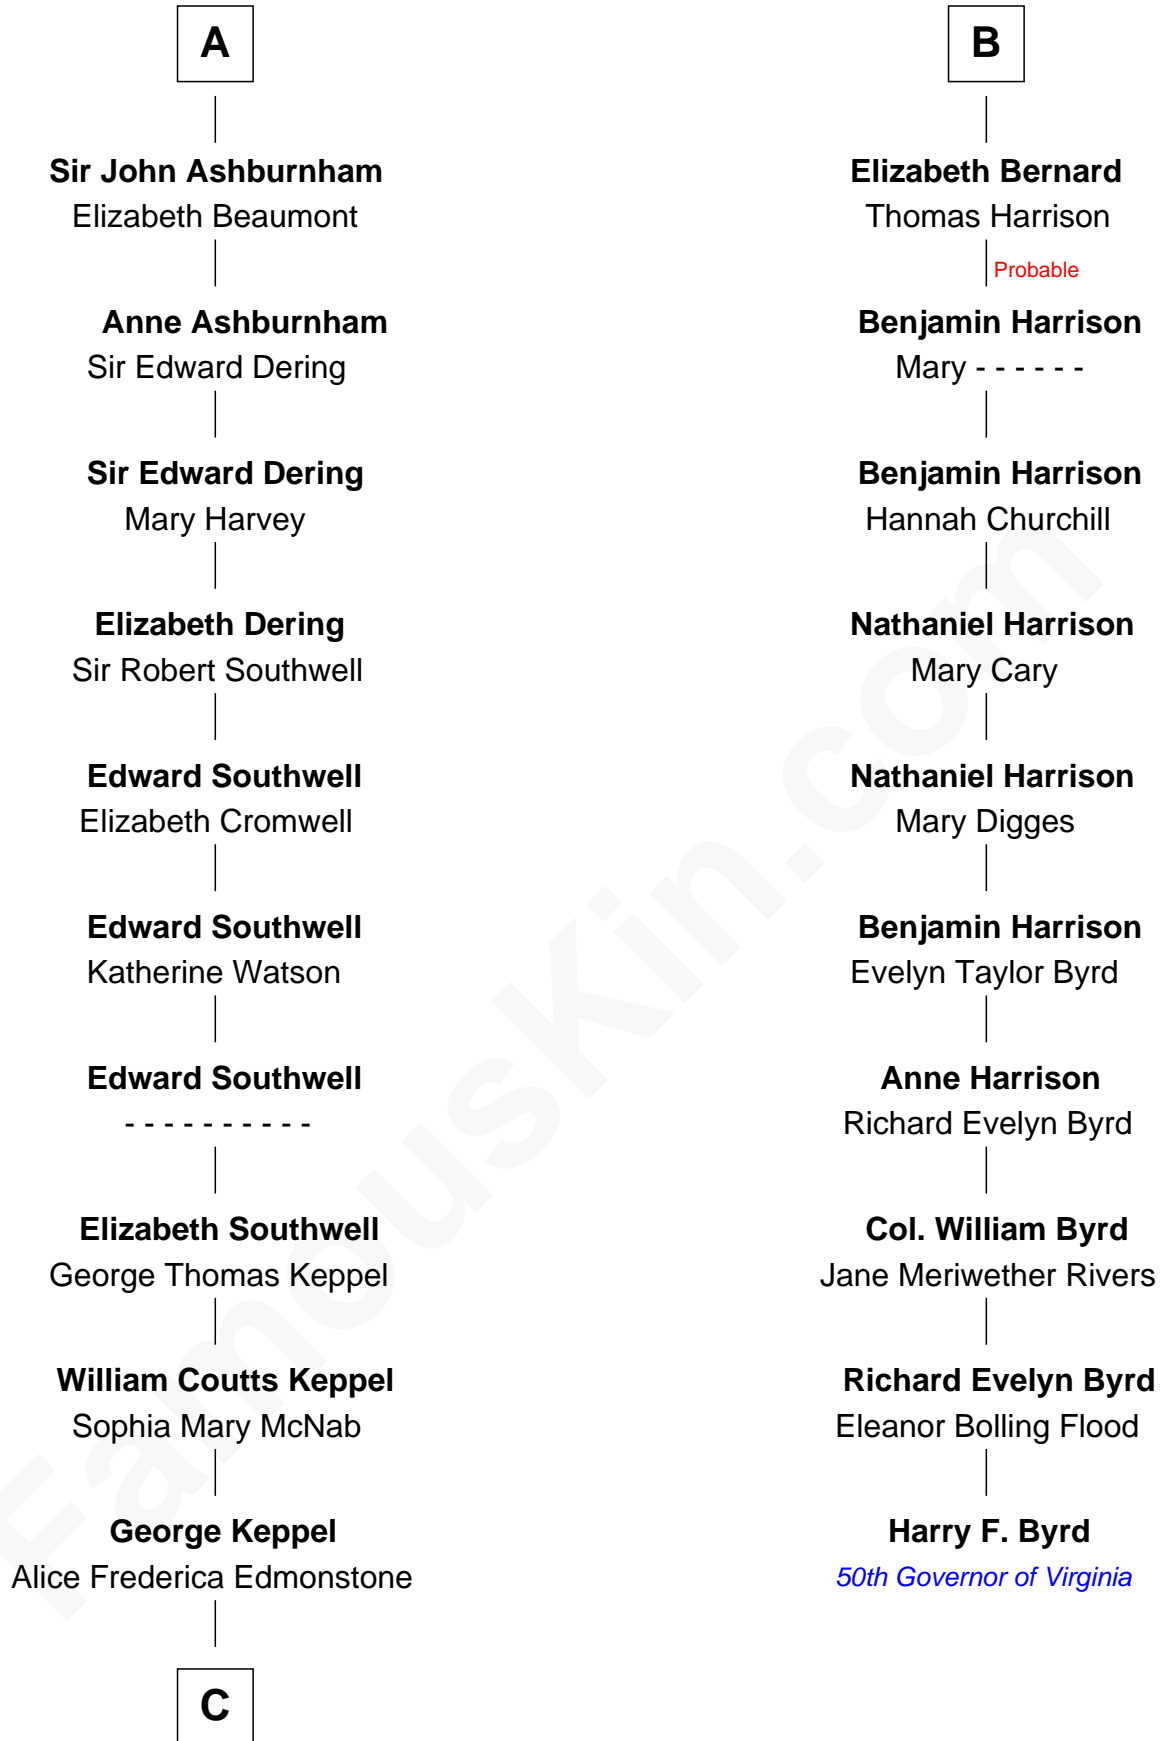 A
Sir John Ashburnham
Elizabeth Beaumont
Anne Ashburnham
Sir Edward Dering
Sir Edward Dering
Mary Harvey
Elizabeth Dering
Sir Robert Southwell
Edward Southwell
Elizabeth Cromwell
Edward Southwell
Katherine Watson
Edward Southwell
- - - - - - - - - -
Elizabeth Southwell
George Thomas Keppel
William Coutts Keppel
Sophia Mary McNab
George Keppel
Alice Frederica Edmonstone
C
B
Elizabeth Bernard
Thomas Harrison
Probable
Benjamin Harrison
Mary - - - - - -
Benjamin Harrison
Hannah Churchill
Nathaniel Harrison
Mary Cary
Nathaniel Harrison
Mary Digges
Benjamin Harrison
Evelyn Taylor Byrd
Anne Harrison
Richard Evelyn Byrd
Col. William Byrd
Jane Meriwether Rivers
Richard Evelyn Byrd
Eleanor Bolling Flood
Harry F. Byrd
50th Governor of Virginia
FamousKin.com